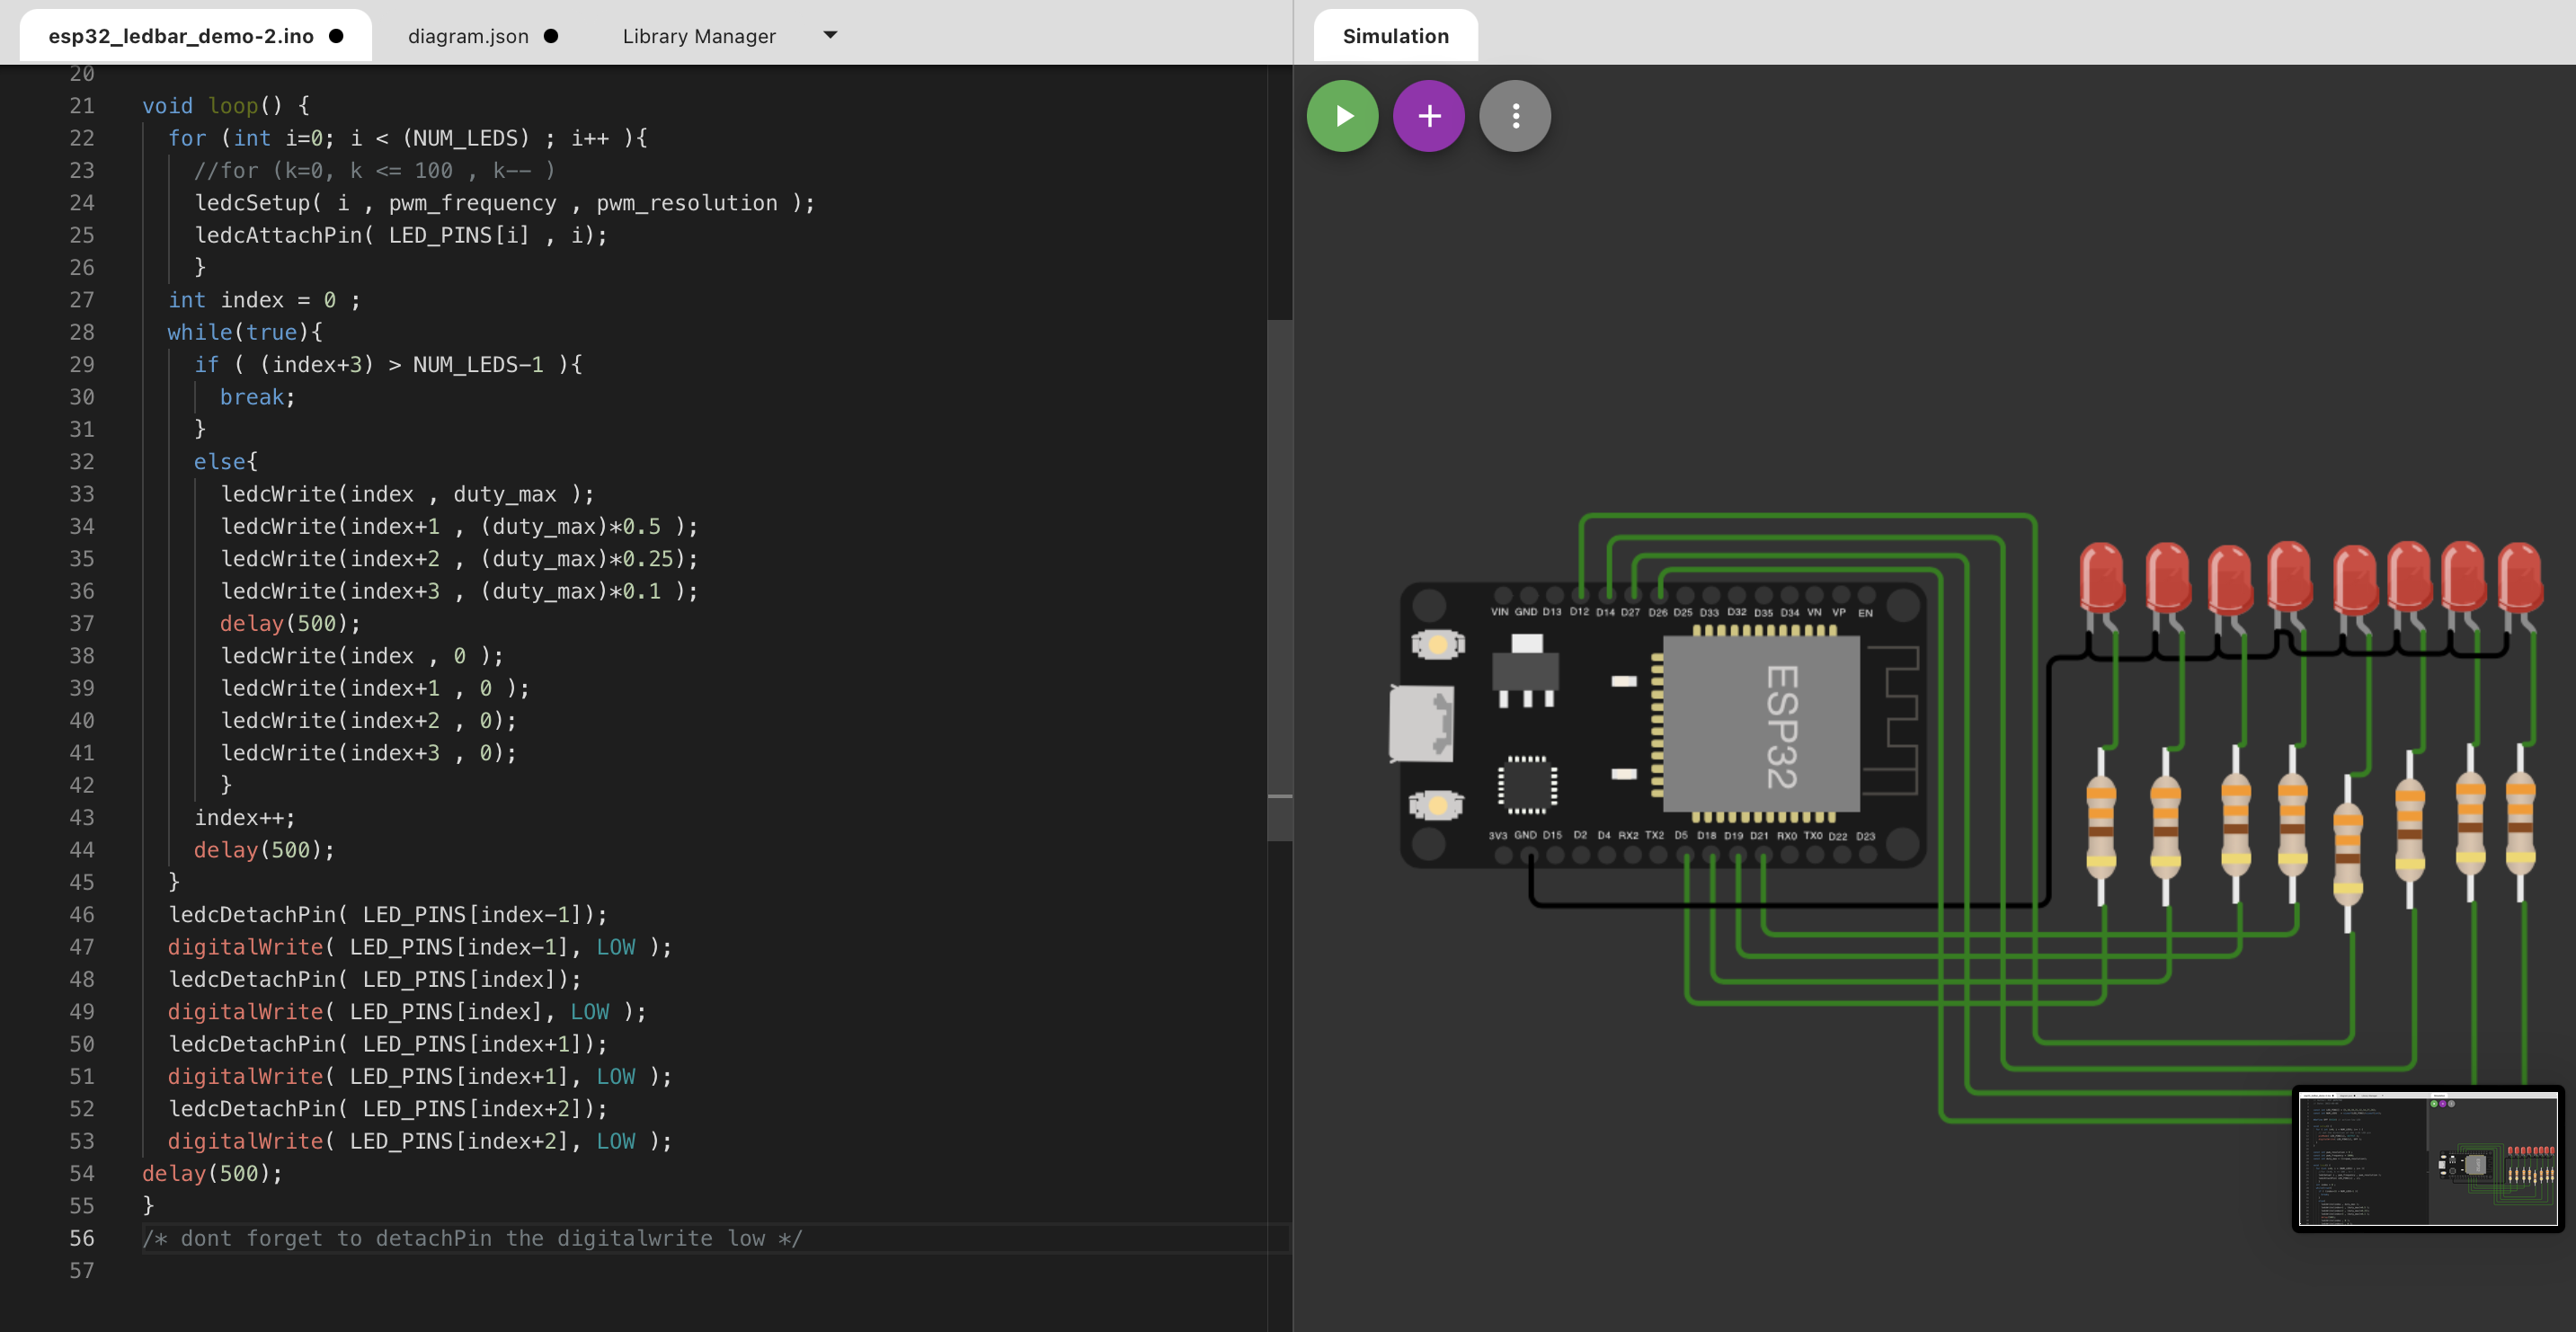 esp32_ledbar_demo-2.ino ● diagram.json ● Library Manager
Simulation
20
21 void loop() {
22 for (int i=0; i < (NUM_LEDS) ; i++ ){
23 //for (k=0, k <= 100 , k-- )
24 ledcSetup( i , pwm_frequency , pwm_resolution );
25 ledcAttachPin( LED_PINS[i] , i);
26 }
27 int index = 0 ;
28 while(true){
29 if ( (index+3) > NUM_LEDS-1 ){
30 break;
31 }
32 else{
33 ledcWrite(index , duty_max );
34 ledcWrite(index+1 , (duty_max)*0.5 );
35 ledcWrite(index+2 , (duty_max)*0.25);
36 ledcWrite(index+3 , (duty_max)*0.1 );
37 delay(500);
38 ledcWrite(index , 0 );
39 ledcWrite(index+1 , 0 );
40 ledcWrite(index+2 , 0);
41 ledcWrite(index+3 , 0);
42 }
43 index++;
44 delay(500);
45 }
46 ledcDetachPin( LED_PINS[index-1]);
47 digitalWrite( LED_PINS[index-1], LOW );
48 ledcDetachPin( LED_PINS[index]);
49 digitalWrite( LED_PINS[index], LOW );
50 ledcDetachPin( LED_PINS[index+1]);
51 digitalWrite( LED_PINS[index+1], LOW );
52 ledcDetachPin( LED_PINS[index+2]);
53 digitalWrite( LED_PINS[index+2], LOW );
54 delay(500);
55 }
56 /* dont forget to detachPin the digitalwrite low */
57
VIN GND D13 D12 D14 D27 D26 D25 D33 D32 D35 D34 VN VP EN
ESP32
3V3 GND D15 D2 D4 RX2 TX2 D5 D18 D19 D21 RX0 TX0 D22 D23